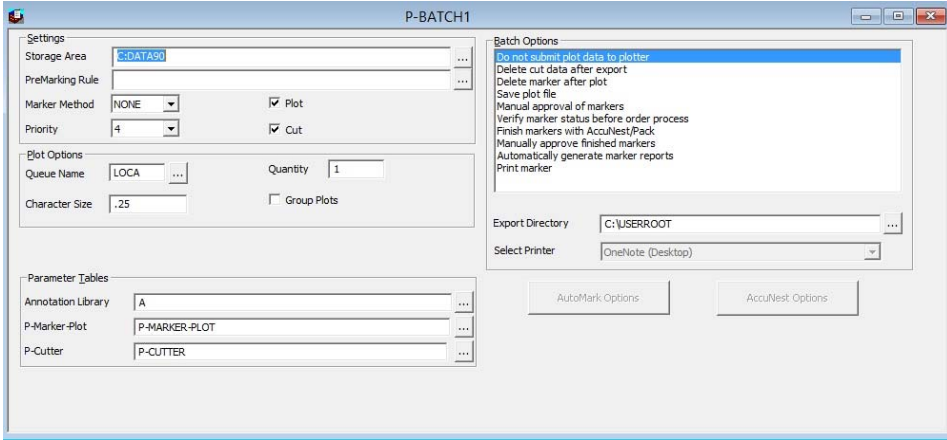 P-BATCH1
Settings
Storage Area C:DATA90 ...
PreMarking Rule ...
Marker Method NONE Plot
Priority 4 Cut
Plot Options
Queue Name LOCA ... Quantity 1
Character Size .25 Group Plots
Parameter Tables
Annotation Library A ...
P-Marker-Plot P-MARKER-PLOT ...
P-Cutter P-CUTTER ...
Batch Options
Do not submit plot data to plotter
Delete cut data after export
Delete marker after plot
Save plot file
Manual approval of markers
Verify marker status before order process
Finish markers with AccuNest/Pack
Manually approve finished markers
Automatically generate marker reports
Print marker
Export Directory C:\USERROOT ...
Select Printer OneNote (Desktop)
AutoMark Options AccuNest Options